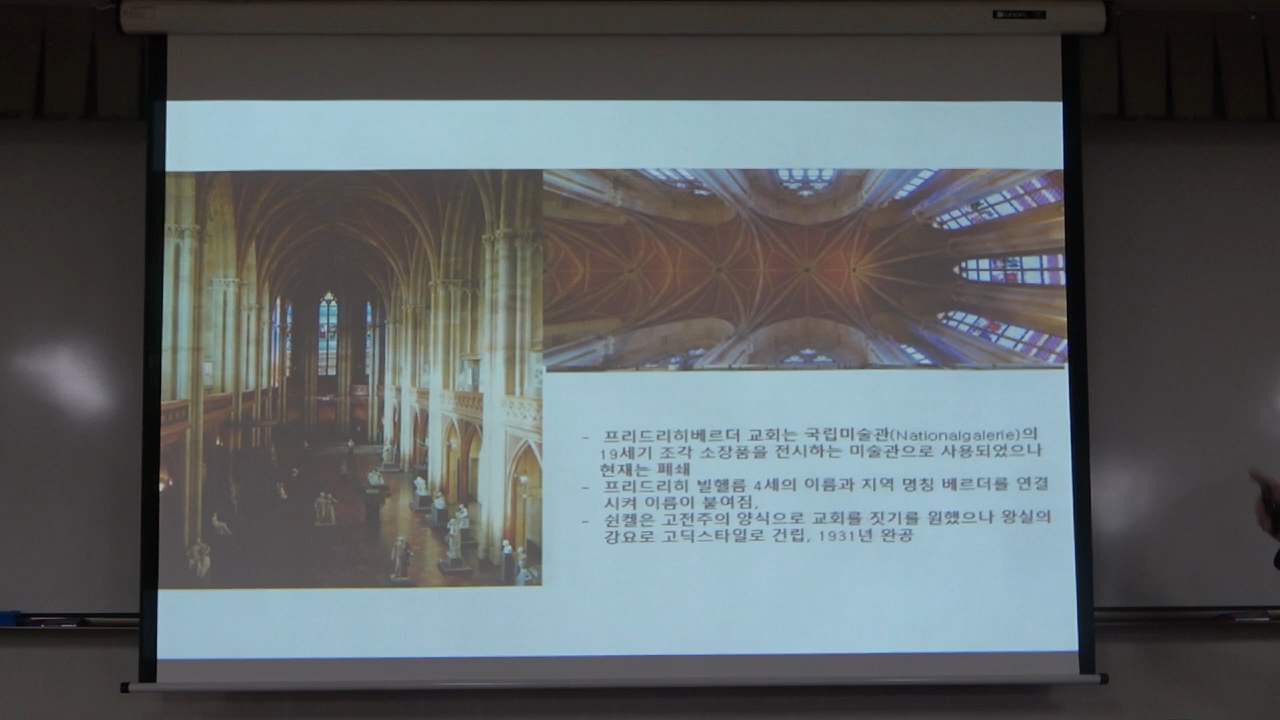 - 프리드리히베르더 교회는 국립미술관(Nationalgalerie)의
19세기 조각 소장품을 전시하는 미술관으로 사용되었으나
현재는 폐쇄
- 프리드리히 빌헬름 4세의 이름과 지역 명칭 베르더를 연결
시켜 이름이 붙여짐,
- 쉰켈은 고전주의 양식으로 교회를 짓기를 원했으나 왕실의
강요로 고딕스타일로 건립, 1931년 완공